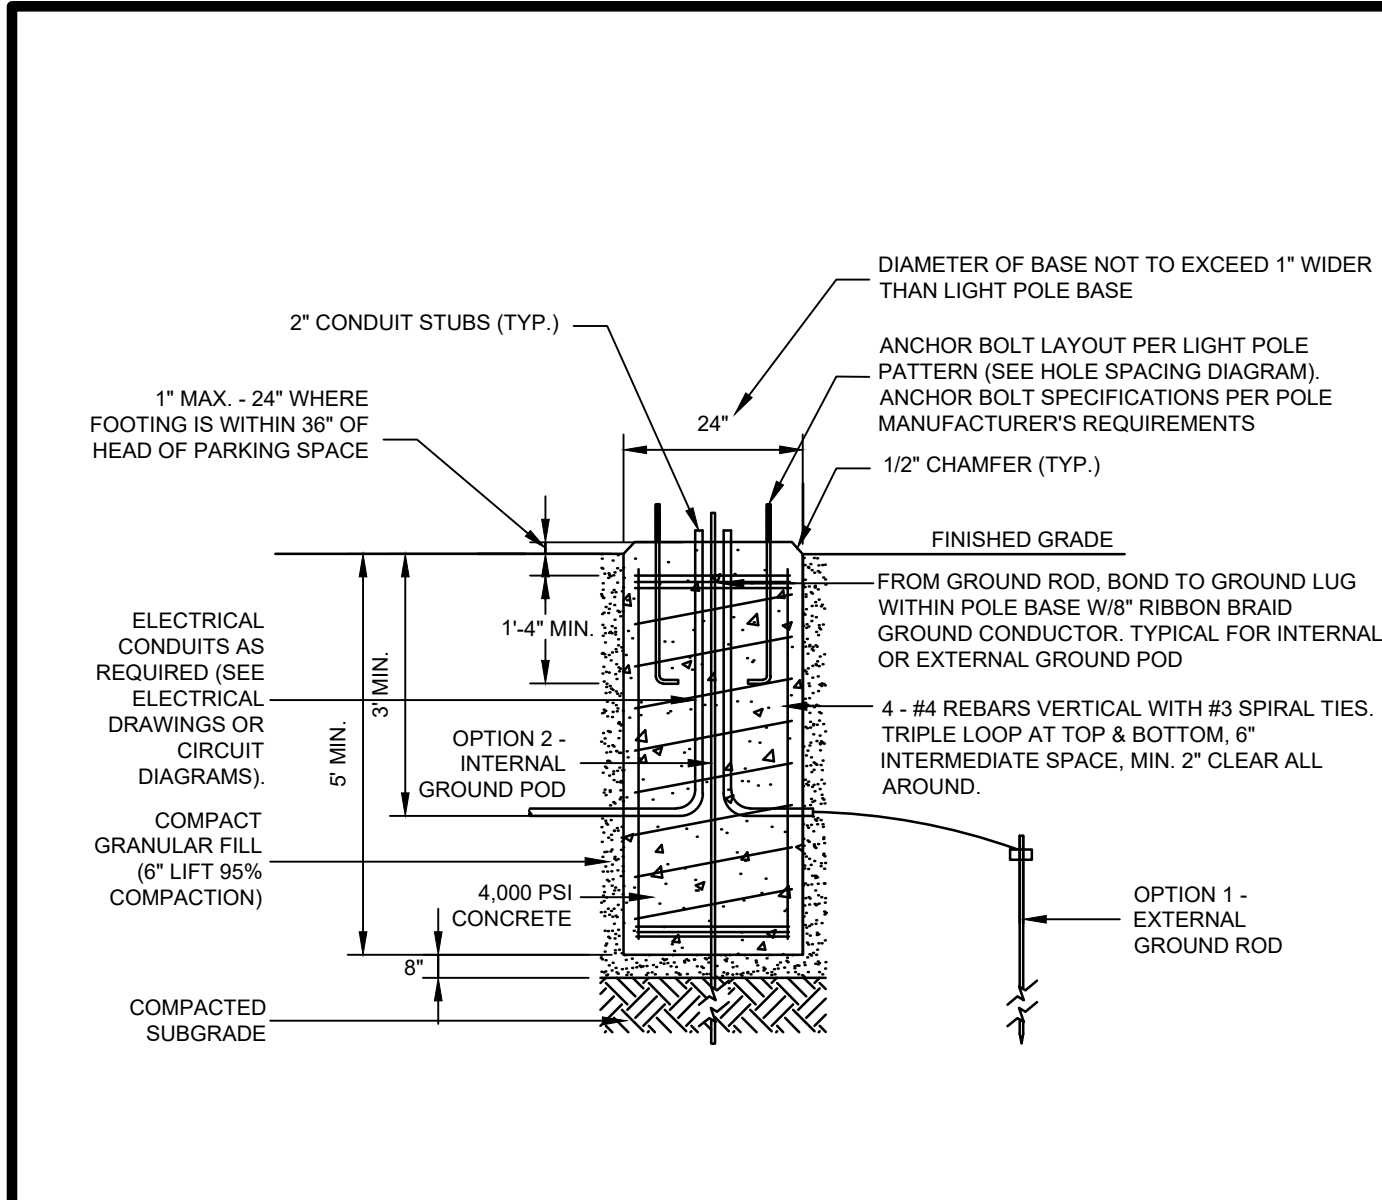 DIAMETER OF BASE NOT TO EXCEED 1" WIDER
THAN LIGHT POLE BASE
2" CONDUIT STUBS (TYP.)
ANCHOR BOLT LAYOUT PER LIGHT POLE
PATTERN (SEE HOLE SPACING DIAGRAM).
ANCHOR BOLT SPECIFICATIONS PER POLE
MANUFACTURER'S REQUIREMENTS
1" MAX. - 24" WHERE
FOOTING IS WITHIN 36" OF
HEAD OF PARKING SPACE
24"
1/2" CHAMFER (TYP.)
FINISHED GRADE
FROM GROUND ROD, BOND TO GROUND LUG
WITHIN POLE BASE W/8" RIBBON BRAID
GROUND CONDUCTOR. TYPICAL FOR INTERNAL
OR EXTERNAL GROUND POD
1'-4" MIN.
ELECTRICAL
CONDUITS AS
REQUIRED (SEE
ELECTRICAL
DRAWINGS OR
CIRCUIT
DIAGRAMS).
3' MIN.
5' MIN.
4 - #4 REBARS VERTICAL WITH #3 SPIRAL TIES.
TRIPLE LOOP AT TOP & BOTTOM, 6"
INTERMEDIATE SPACE, MIN. 2" CLEAR ALL
AROUND.
OPTION 2 -
INTERNAL
GROUND POD
COMPACT
GRANULAR FILL
(6" LIFT 95%
COMPACTION)
4,000 PSI
CONCRETE
OPTION 1 -
EXTERNAL
GROUND ROD
8"
COMPACTED
SUBGRADE